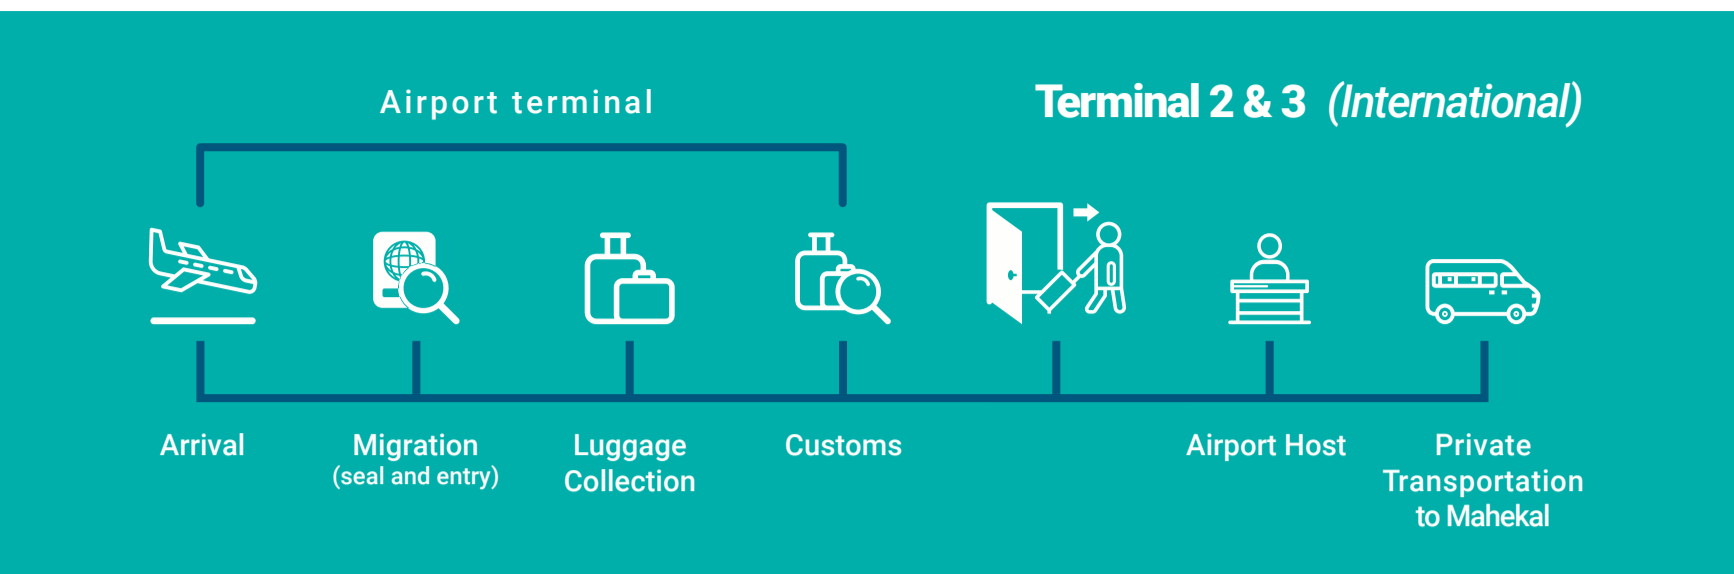 Airport terminal
Terminal 2 & 3 (International)
Arrival
Migration
(seal and entry)
Luggage
Collection
Customs
Airport Host
Private
Transportation
to Mahekal